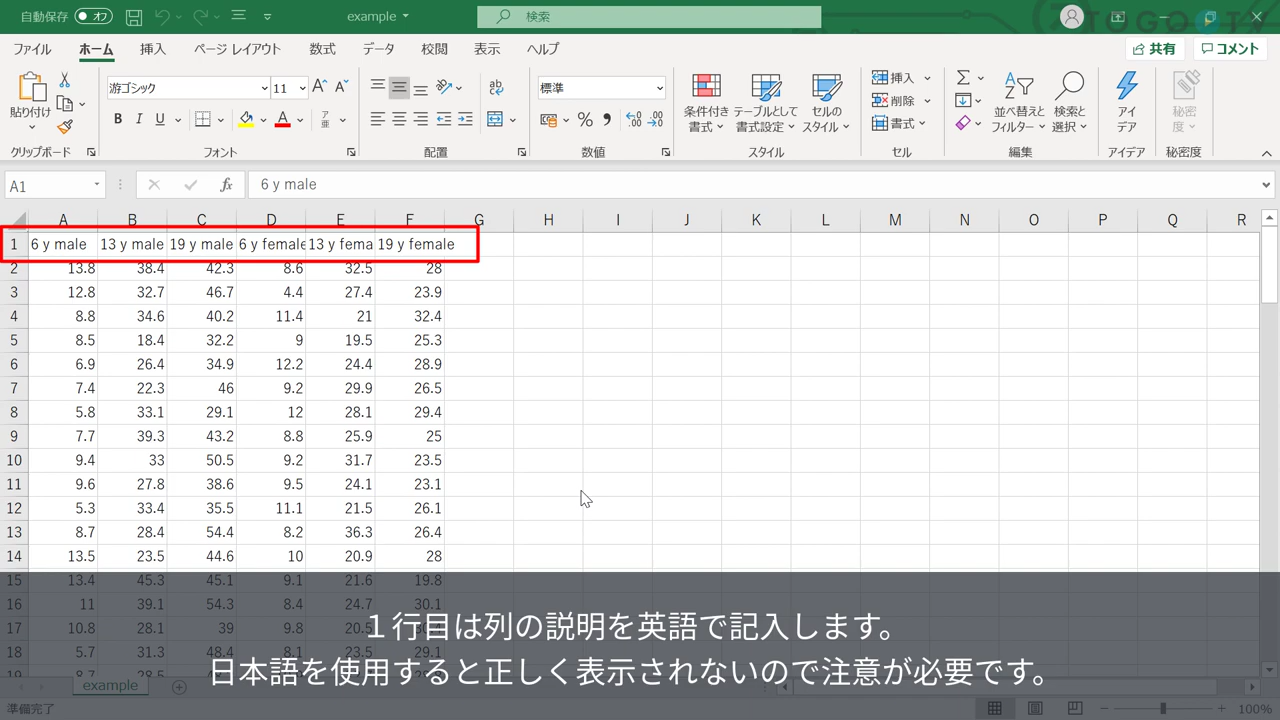 自動保存 オフ example 検索 TOGO TV
ファイル ホーム 挿入 ページ レイアウト 数式 データ 校閲 表示 ヘルプ 共有 コメント
貼り付け
クリップボード
游ゴシック 11
B I U
フォント
配置
標準
数値
条件付き書式
テーブルとして書式設定
セルのスタイル
スタイル
挿入
削除
書式
セル
並べ替えとフィルター
検索と選択
編集
アイデア
アイデア
秘密度
秘密度
A1 fx 6 y male
A B C D E F G H I J K L M N O P Q R
1 6 y male 13 y male 19 y male 6 y female 13 y fema 19 y female
2 13.8 38.4 42.3 8.6 32.5 28
3 12.8 32.7 46.7 4.4 27.4 23.9
4 8.8 34.6 40.2 11.4 21 32.4
5 8.5 18.4 32.2 9 19.5 25.3
6 6.9 26.4 34.9 12.2 24.4 28.9
7 7.4 22.3 46 9.2 29.9 26.5
8 5.8 33.1 29.1 12 28.1 29.4
9 7.7 39.3 43.2 8.8 25.9 25
10 9.4 33 50.5 9.2 31.7 23.5
11 9.6 27.8 38.6 9.5 24.1 23.1
12 5.3 33.4 35.5 11.1 21.5 26.1
13 8.7 28.4 54.4 8.2 36.3 26.4
14 13.5 23.5 44.6 10 20.9 28
15 13.4 45.3 45.1 9.1 21.6 19.8
16 11 39.1 54.3 8.4 24.7 30.1
17 10.8 28.1 39 9.8
18 5.7 31.3 48.4 8.1 23.5 29.1
１行目は列の説明を英語で記入します。
日本語を使用すると正しく表示されないので注意が必要です。
example
準備完了 100%